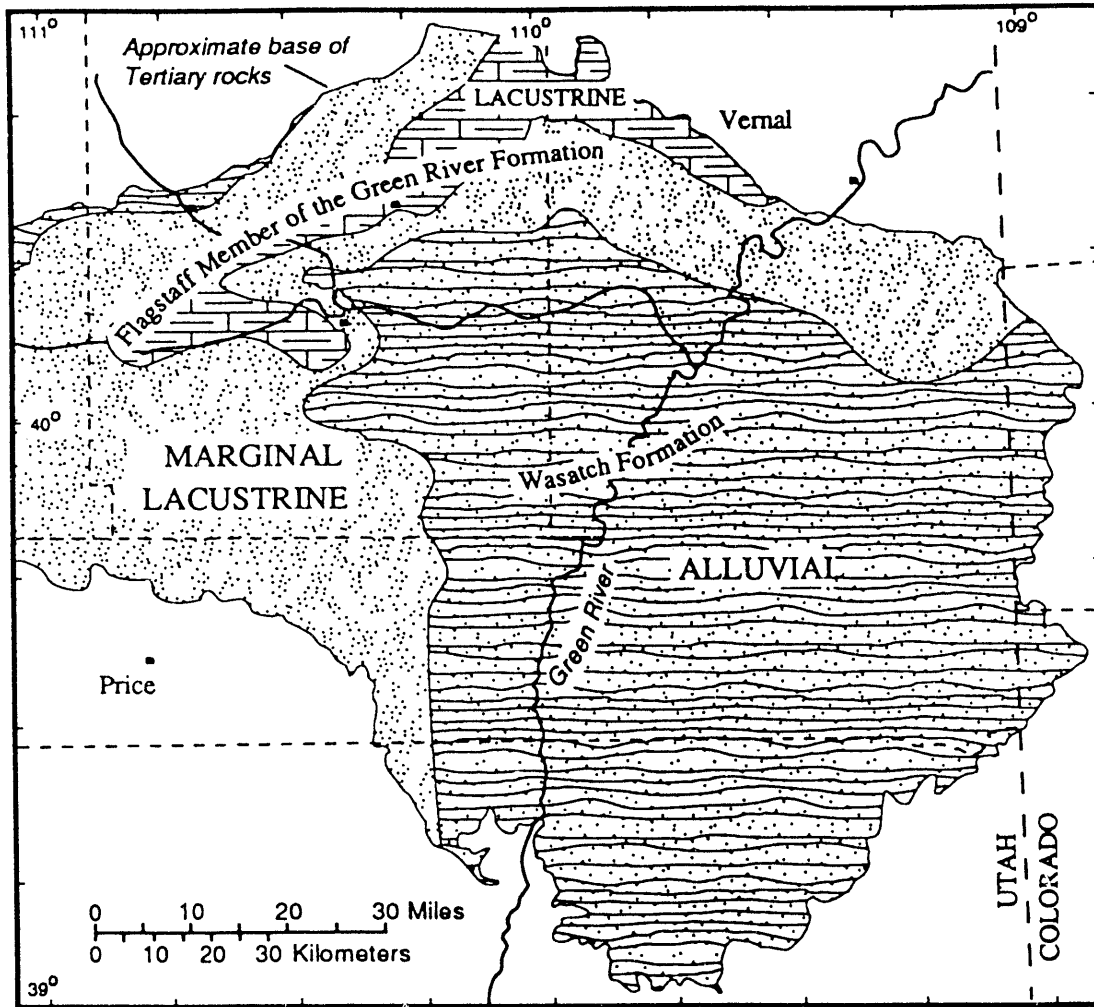 111°
110°
109°
Approximate base of
Tertiary rocks
LACUSTRINE
Vernal
Flagstaff Member of the Green River Formation
40°
MARGINAL
LACUSTRINE
Wasatch Formation
ALLUVIAL
Green River
Price
UTAH
COLORADO
0 10 20 30 Miles
0 10 20 30 Kilometers
39°